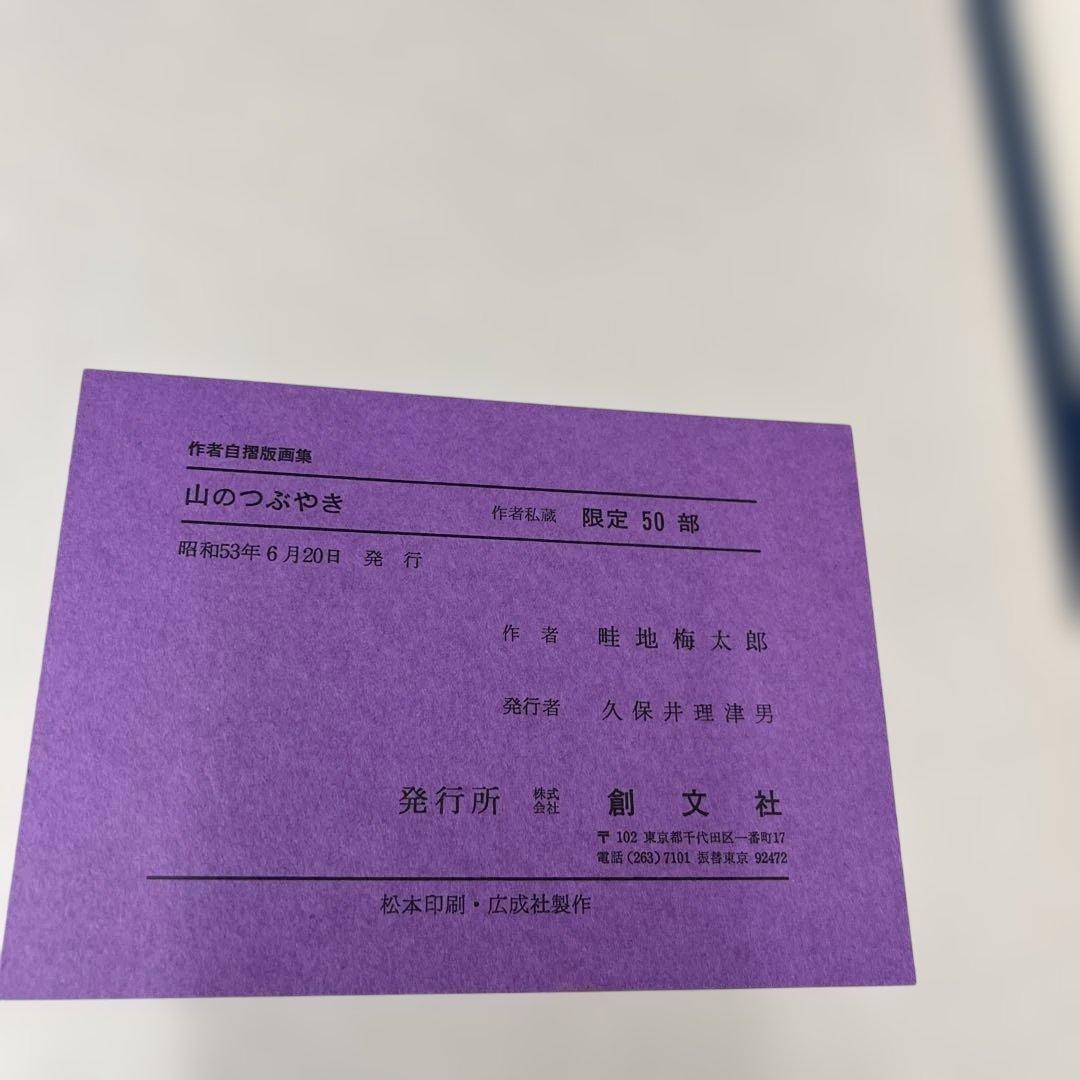 作者自摺版画集
山のつぶやき 作者私蔵 限定 50 部
昭和53年6月20日 発行
作者 畦地梅太郎
発行者 久保井理津男
発行所 株式会社 創文社
〒102 東京都千代田区一番町17
電話(263)7101 振替東京 92472
松本印刷・広成社製作